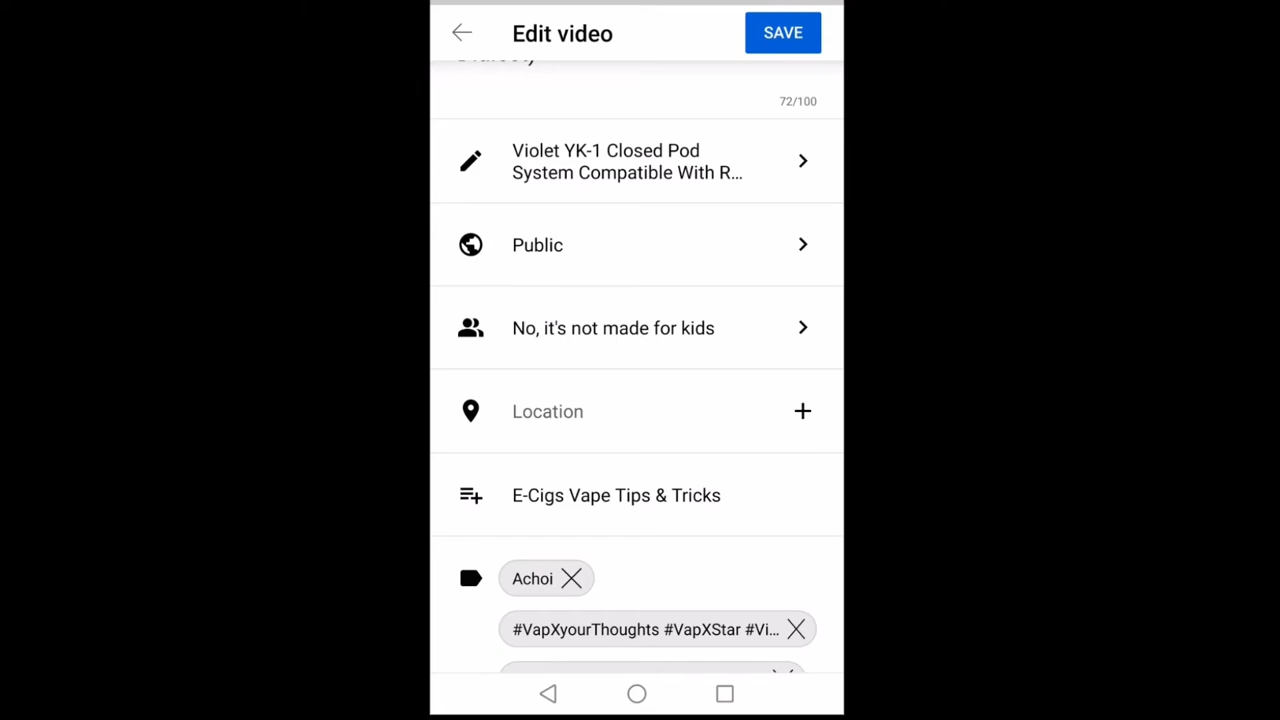 Edit video
SAVE
72/100
Violet YK-1 Closed Pod
System Compatible With R...
Public
No, it's not made for kids
Location
E-Cigs Vape Tips & Tricks
Achoi
#VapXyourThoughts #VapXStar #Vi...